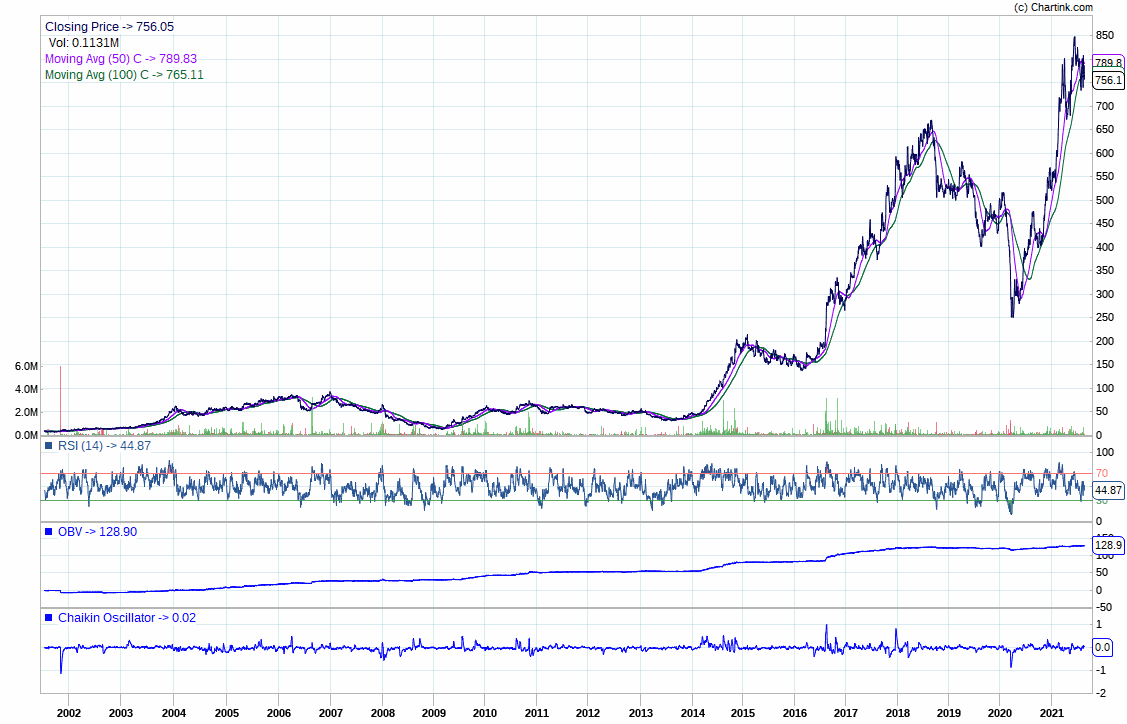 (c) Chartink.com
Closing Price -> 756.05
Vol: 0.1131M
Moving Avg (50) C -> 789.83
Moving Avg (100) C -> 765.11
850
789.8
756.1
700
650
600
550
500
450
400
350
300
250
200
150
100
50
0
6.0M
4.0M
2.0M
0.0M
RSI (14) -> 44.87
100
70
44.87
30
0
OBV -> 128.90
150
128.9
100
50
0
-50
Chaikin Oscillator -> 0.02
1
0.0
-1
-2
2002 2003 2004 2005 2006 2007 2008 2009 2010 2011 2012 2013 2014 2015 2016 2017 2018 2019 2020 2021